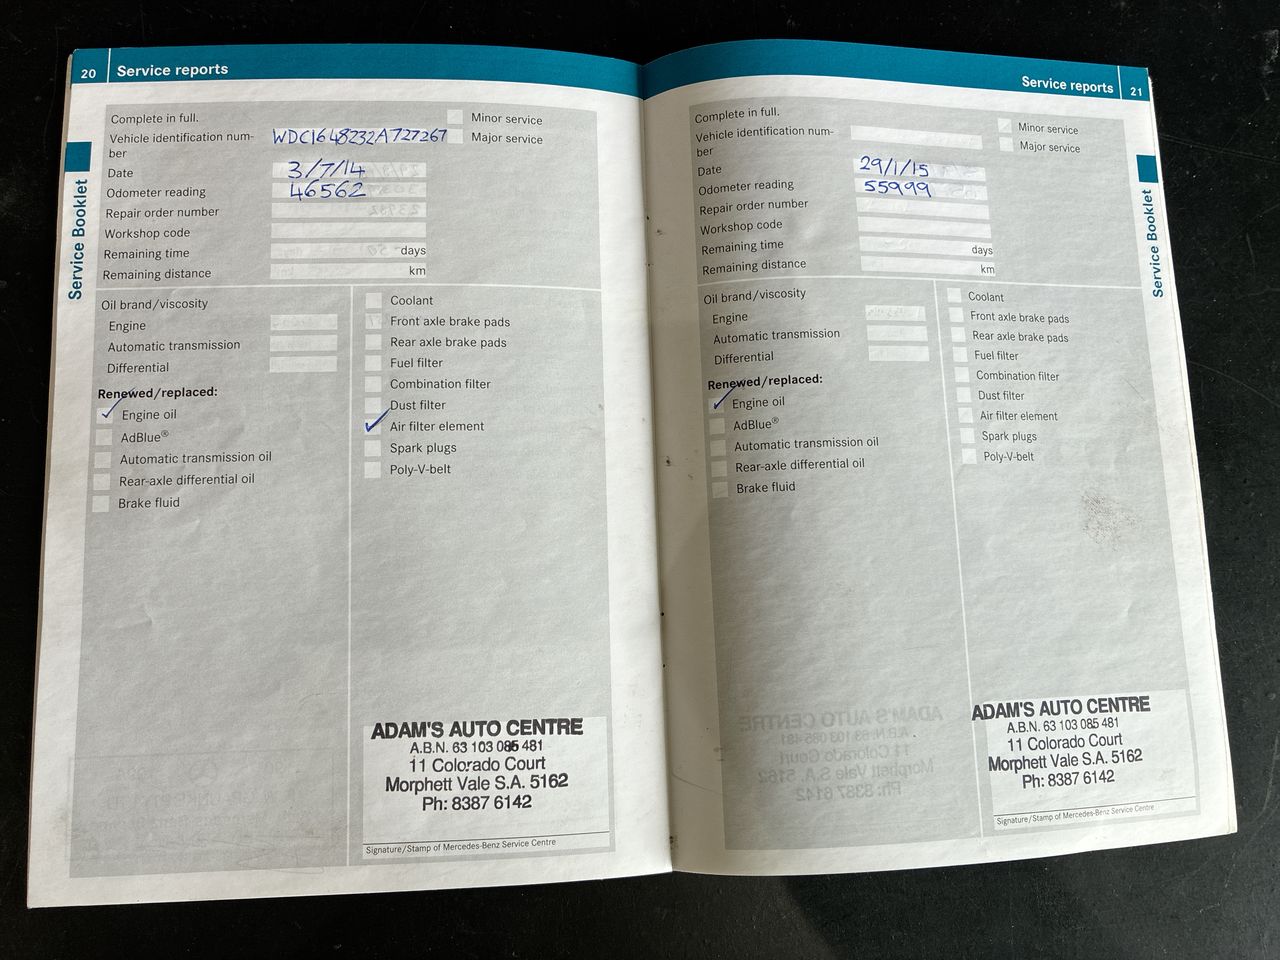 20 Service reports
Complete in full.
Minor service
Vehicle identification num-
ber
WDC1648232A727267
Major service
Date 3/7/14
Odometer reading 46562
Repair order number
Workshop code
Remaining time days
Remaining distance km
Oil brand/viscosity
Engine
Automatic transmission
Differential
Renewed/replaced:
Engine oil
AdBlue®
Automatic transmission oil
Rear-axle differential oil
Brake fluid
Coolant
Front axle brake pads
Rear axle brake pads
Fuel filter
Combination filter
Dust filter
Air filter element
Spark plugs
Poly-V-belt
ADAM'S AUTO CENTRE
A.B.N. 63 103 085 481
11 Colorado Court
Morphett Vale S.A. 5162
Ph: 8387 6142
Signature/Stamp of Mercedes-Benz Service Centre
Service Booklet
Service reports 21
Complete in full.
Minor service
Vehicle identification num-
ber
Major service
Date 29/1/15
Odometer reading 55999
Repair order number
Workshop code
Remaining time days
Remaining distance km
Oil brand/viscosity
Engine
Automatic transmission
Differential
Renewed/replaced:
Engine oil
AdBlue®
Automatic transmission oil
Rear-axle differential oil
Brake fluid
Coolant
Front axle brake pads
Rear axle brake pads
Fuel filter
Combination filter
Dust filter
Air filter element
Spark plugs
Poly-V-belt
ADAM'S AUTO CENTRE
A.B.N. 63 103 085 481
11 Colorado Court
Morphett Vale S.A. 5162
Ph: 8387 6142
Signature/Stamp of Mercedes-Benz Service Centre
Service Booklet